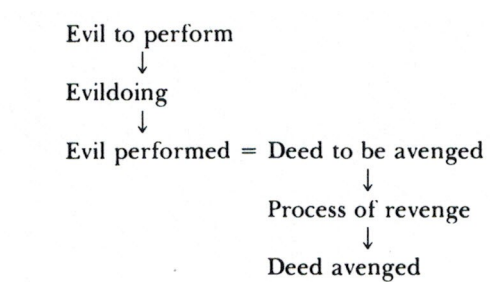 Evil to perform
↓
Evildoing
↓
Evil performed = Deed to be avenged
↓
Process of revenge
↓
Deed avenged